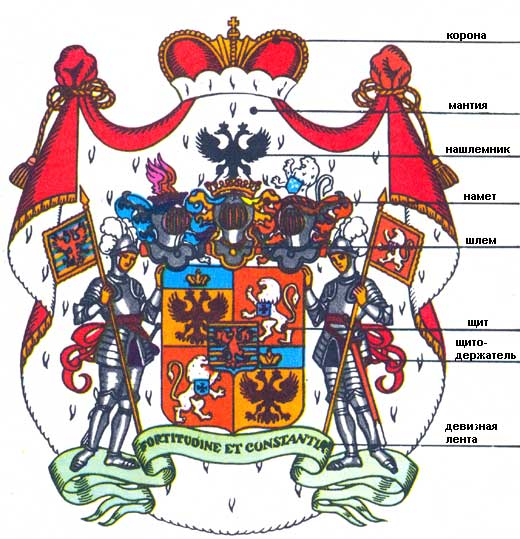 корона
мантия
нашлемник
намет
шлем
щит
щито-
держатель
девизная
лента
FORTITUDINE ET CONSTANTIA